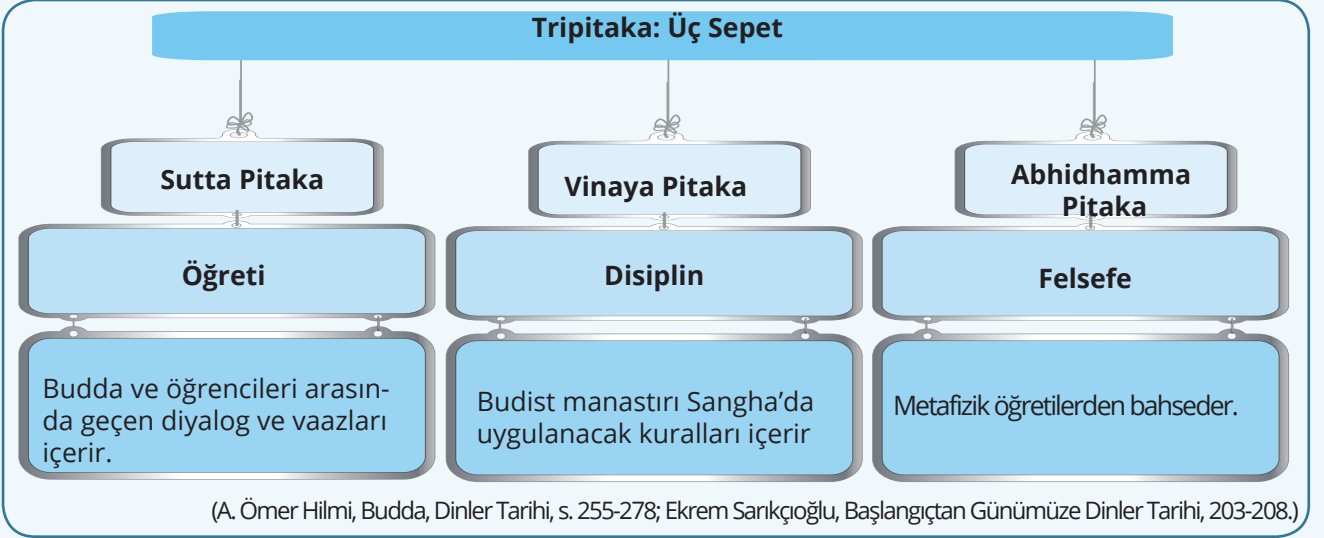 Tripitaka: Üç Sepet
Sutta Pitaka
Öğreti
Budda ve öğrencileri arasın-
da geçen diyalog ve vaazları
içerir.
Vinaya Pitaka
Disiplin
Budist manastırı Sangha’da
uygulanacak kuralları içerir
Abhidhamma
Pitaka
Felsefe
Metafizik öğretilerden bahseder.
(A. Ömer Hilmi, Budda, Dinler Tarihi, s. 255-278; Ekrem Sarıkçıoğlu, Başlangıçtan Günümüze Dinler Tarihi, 203-208.)